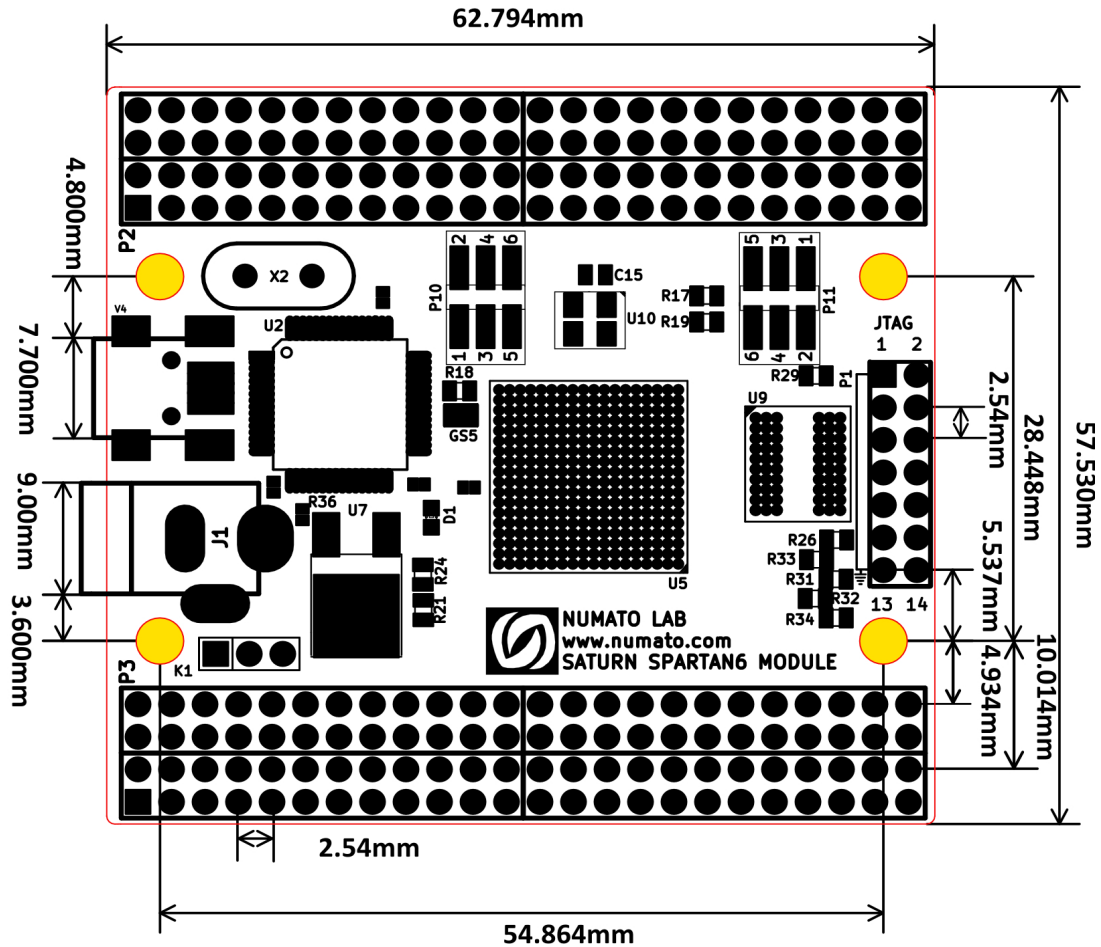 62.794mm
P2
4.800mm
X2
2 4 6
P10
1 3 5
C15
U10
R17
R19
5 3 1
P11
6 4 2
JTAG
1 2
V4
U2
7.700mm
R18
GS5
R29
P1
U9
2.54mm
28.448mm
57.530mm
9.00mm
J1
R36
U7
D1
R24
R21
U5
R26
R33
R31
R32
R34
13 14
5.537mm
3.600mm
NUMATO LAB
www.numato.com
SATURN SPARTAN6 MODULE
K1
P3
4.934mm
10.014mm
2.54mm
54.864mm